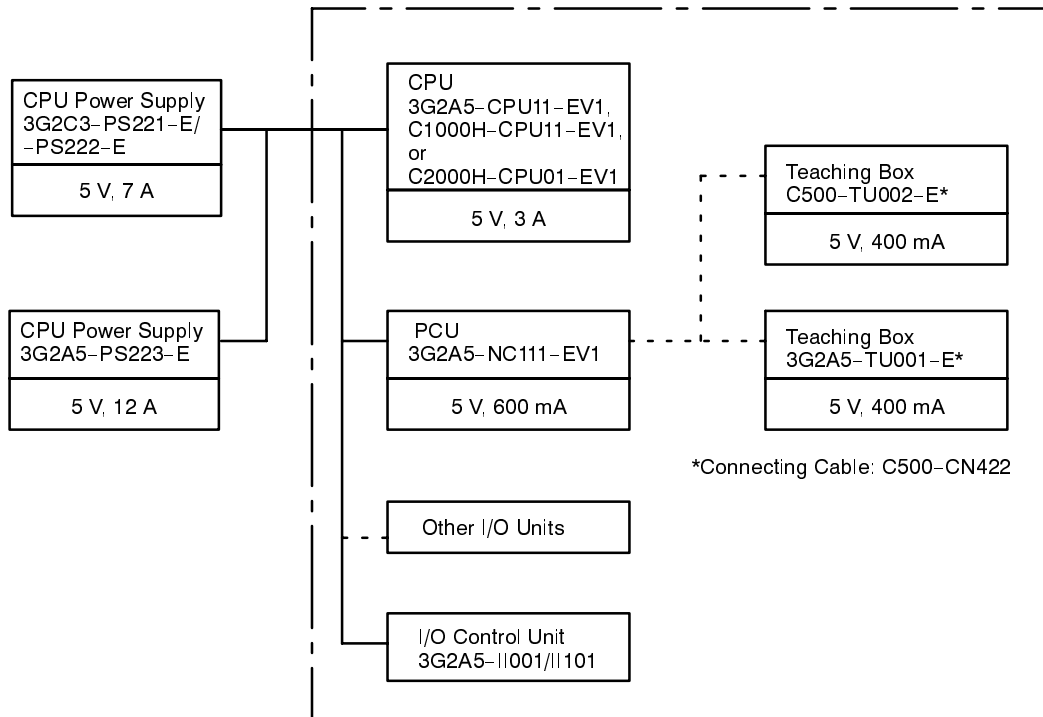 CPU Power Supply
3G2C3-PS221-E/
-PS222-E
5 V, 7 A
CPU Power Supply
3G2A5-PS223-E
5 V, 12 A
CPU
3G2A5-CPU11-EV1,
C1000H-CPU11-EV1,
or
C2000H-CPU01-EV1
5 V, 3 A
PCU
3G2A5-NC111-EV1
5 V, 600 mA
Other I/O Units
I/O Control Unit
3G2A5-II001/II101
Teaching Box
C500-TU002-E*
5 V, 400 mA
Teaching Box
3G2A5-TU001-E*
5 V, 400 mA
*Connecting Cable: C500-CN422